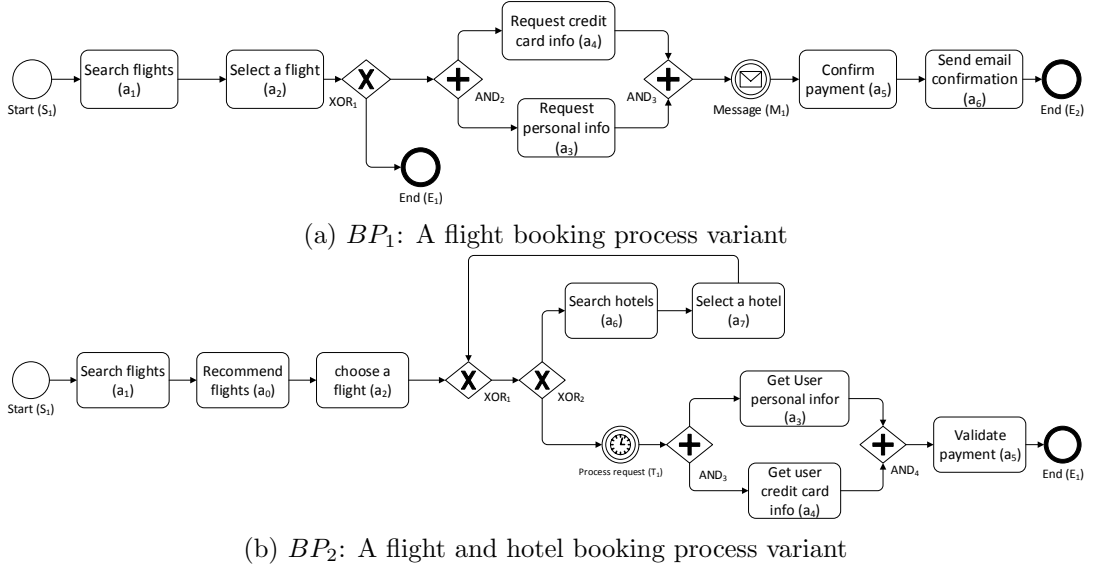 Request credit
card info (a₄)
Search flights
(a₁)
Select a flight
(a₂)
X
XOR₁
AND₂
AND₃
Request
personal info
(a₃)
Message (M₁)
Confirm
payment (a₅)
Send email
confirmation
(a₆)
Start (S₁)
End (E₂)
End (E₁)
(a) BP₁: A flight booking process variant
Search hotels
(a₆)
Select a hotel
(a₇)
Search flights
(a₁)
Recommend
flights (a₀)
choose a
flight (a₂)
X
XOR₁
X
XOR₂
Start (S₁)
Get User
personal infor
(a₃)
Process request (T₁)
AND₃
Get user
credit card
info (a₄)
AND₄
Validate
payment (a₅)
End (E₁)
(b) BP₂: A flight and hotel booking process variant